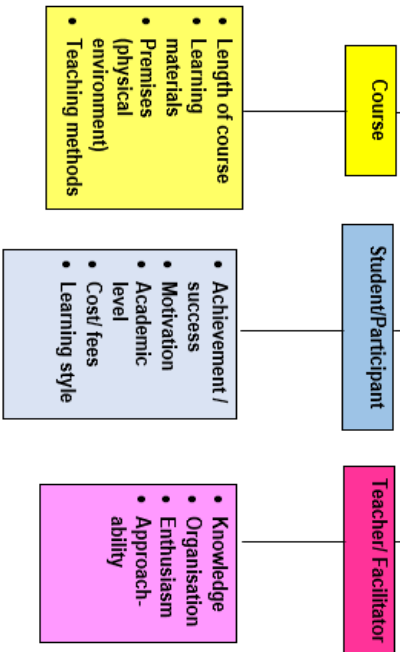 Course
• Length of course
• Learning
materials
• Premises
(physical
environment)
• Teaching methods
Student/Participant
• Achievement /
success
• Motivation
• Academic
level
• Cost/ fees
• Learning style
Teacher/ Facilitator
• Knowledge
• Organisation
• Enthusiasm
• Approach-
ability